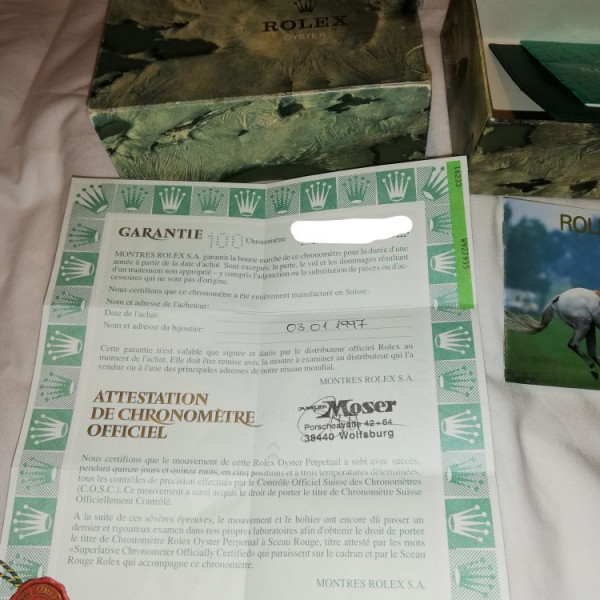 ROLEX
OYSTER
16233 W922955
ROL
GARANTIE 100 Chronomètre:
MONTRES ROLEX S.A. garantit la bonne marche de ce chronomètre pour la durée d'une
année à partir de la date d'achat. Sont exceptés: la perte, le vol et les dommages résultant
d'un traitement non approprié – y compris l'adjonction ou la substitution de pièces ou d'ac-
cessoires qui ne sont pas d'origine.
Nous certifions que ce chronomètre a été entièrement manufacturé en Suisse.
Nom et adresse de l'acheteur:
Date de l'achat:
Nom et adresse du bijoutier: 03 01 1997
Cette garantie n'est valable que signée et datée par le distributeur officiel Rolex au
moment de l'achat. Elle doit être remise avec la montre à examiner au distributeur qui l'a
vendue ou à l'une des principales adresses de notre réseau mondial.
MONTRES ROLEX S.A.
ATTESTATION
DE CHRONOMÈTRE
OFFICIEL
Moser
Porschestraße 42+64
38440 Wolfsburg
Nous certifions que le mouvement de cette Rolex Oyster Perpetual a subi avec succès,
pendant quinze jours et quinze nuits, en cinq positions et à trois températures déterminées,
tous les contrôles de précision effectués par le Contrôle Officiel Suisse des Chronomètres
(C.O.S.C.). Ce mouvement a ainsi acquis le droit de porter le titre de Chronomètre Suisse
Officiellement Contrôlé.
A la suite de ces sévères épreuves, le mouvement et le boîtier ont encore dû passer un
dernier et rigoureux examen dans nos propres laboratoires afin d'obtenir le droit de porter
le titre de Chronomètre Rolex Oyster Perpetual à Sceau Rouge, titre attesté par les mots
«Superlative Chronometer Officially Certified» qui paraissent sur le cadran et par le Sceau
Rouge Rolex qui accompagne ce chronomètre.
MONTRES ROLEX S.A.